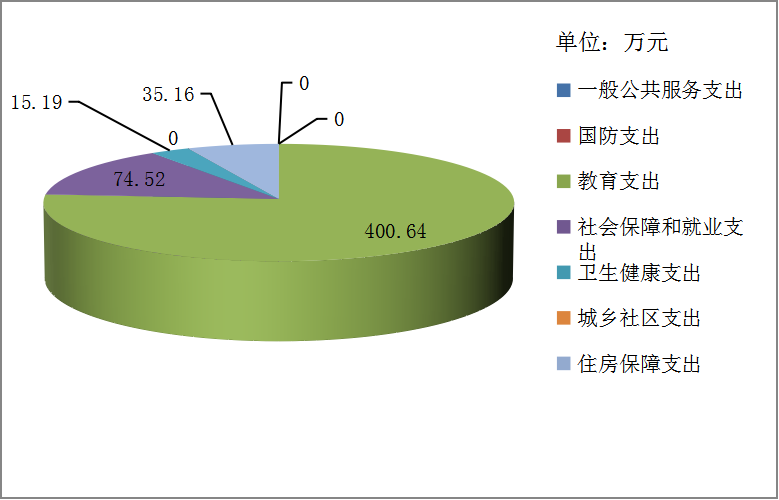 单位：万元
0
35.16
15.19
0
0
74.52
400.64
一般公共服务支出
国防支出
教育支出
社会保障和就业支
出
卫生健康支出
城乡社区支出
住房保障支出